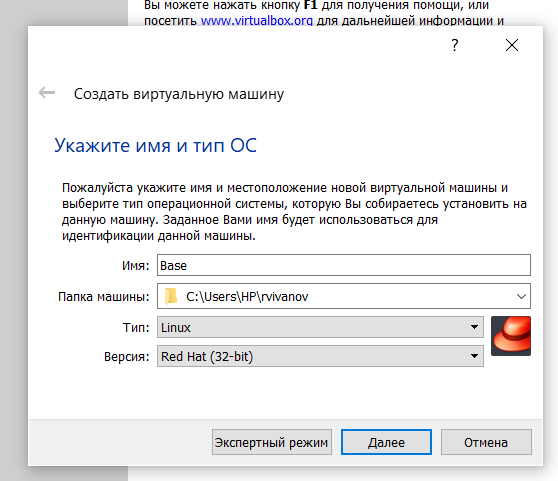 Вы можете нажать кнопку F1 для получения помощи, или
посетить www.virtualbox.org для дальнейшей информации и
?
Создать виртуальную машину
Укажите имя и тип ОС
Пожалуйста укажите имя и местоположение новой виртуальной машины и
выберите тип операционной системы, которую Вы собираетесь установить на
данную машину. Заданное Вами имя будет использоваться для
идентификации данной машины.
Имя: Base
Папка машины: C:\Users\HP\rvivanov
Тип: Linux
Версия: Red Hat (32-bit)
Экспертный режим Далее Отмена